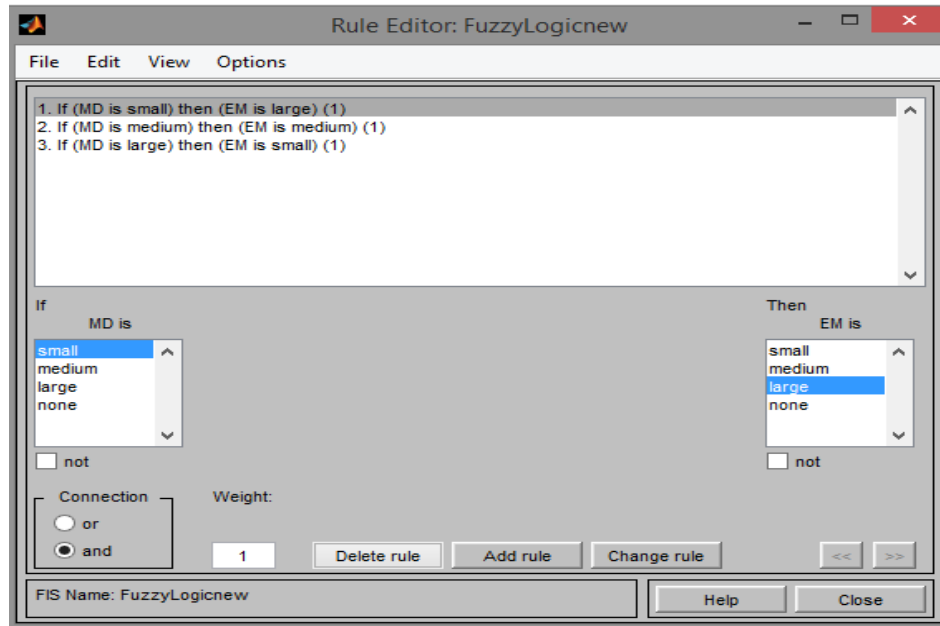 Rule Editor: FuzzyLogicnew
File Edit View Options
1. If (MD is small) then (EM is large) (1)
2. If (MD is medium) then (EM is medium) (1)
3. If (MD is large) then (EM is small) (1)
If
MD is
small
medium
large
none
not
Then
EM is
small
medium
large
none
not
Connection
or
and
Weight:
1
Delete rule Add rule Change rule << >>
FIS Name: FuzzyLogicnew
Help Close